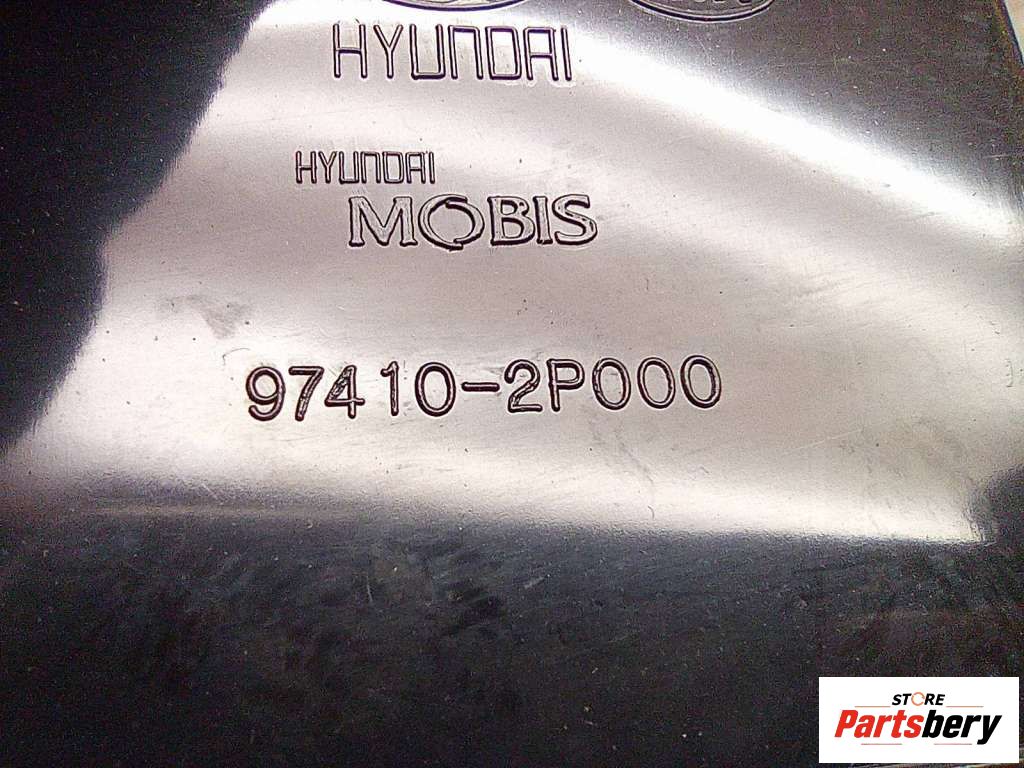 HYUNDAI
HYUNDAI
MOBIS
97410-2P000
STORE
Partsbery